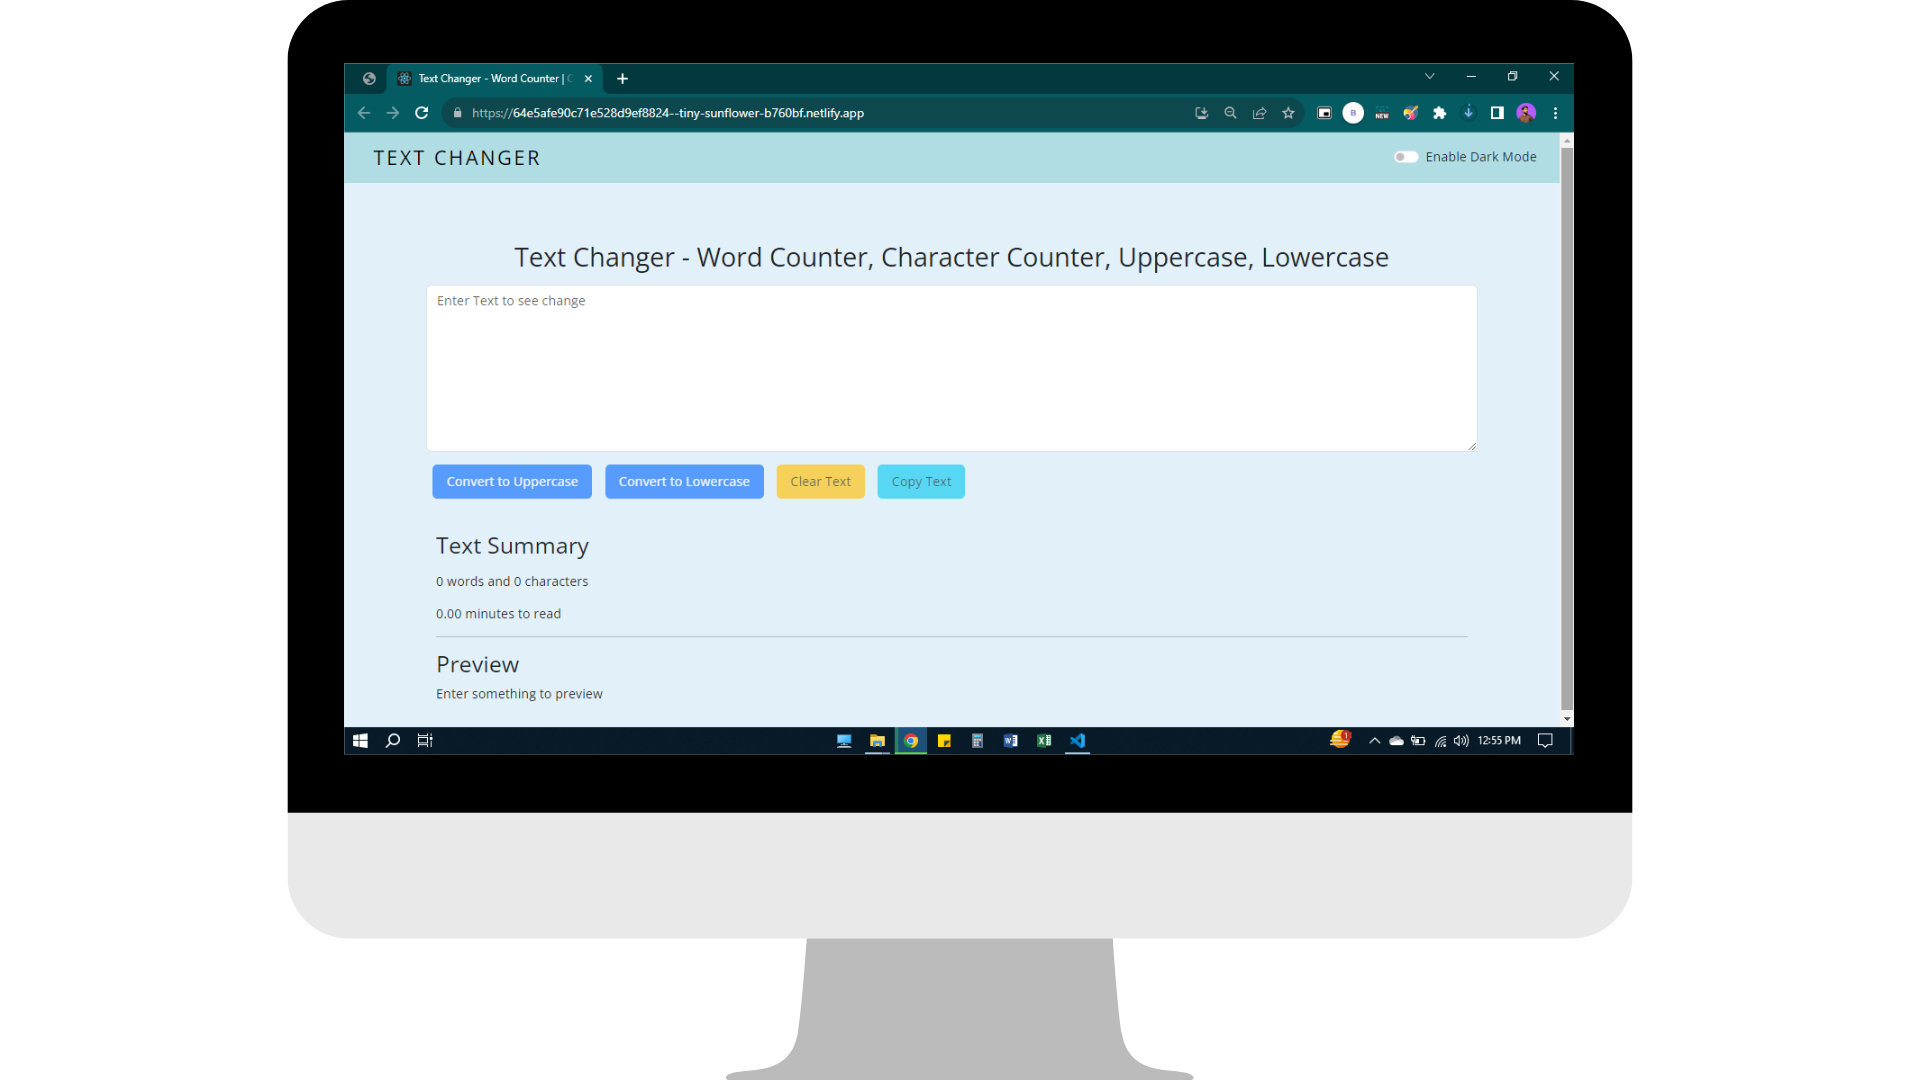 Text Changer - Word Counter |
https://64e5afe90c71e528d9ef8824--tiny-sunflower-b760bf.netlify.app
B
NEW
TEXT CHANGER
Enable Dark Mode
Text Changer - Word Counter, Character Counter, Uppercase, Lowercase
Enter Text to see change
Convert to Uppercase
Convert to Lowercase
Clear Text
Copy Text
Text Summary
0 words and 0 characters
0.00 minutes to read
Preview
Enter something to preview
1
12:55 PM